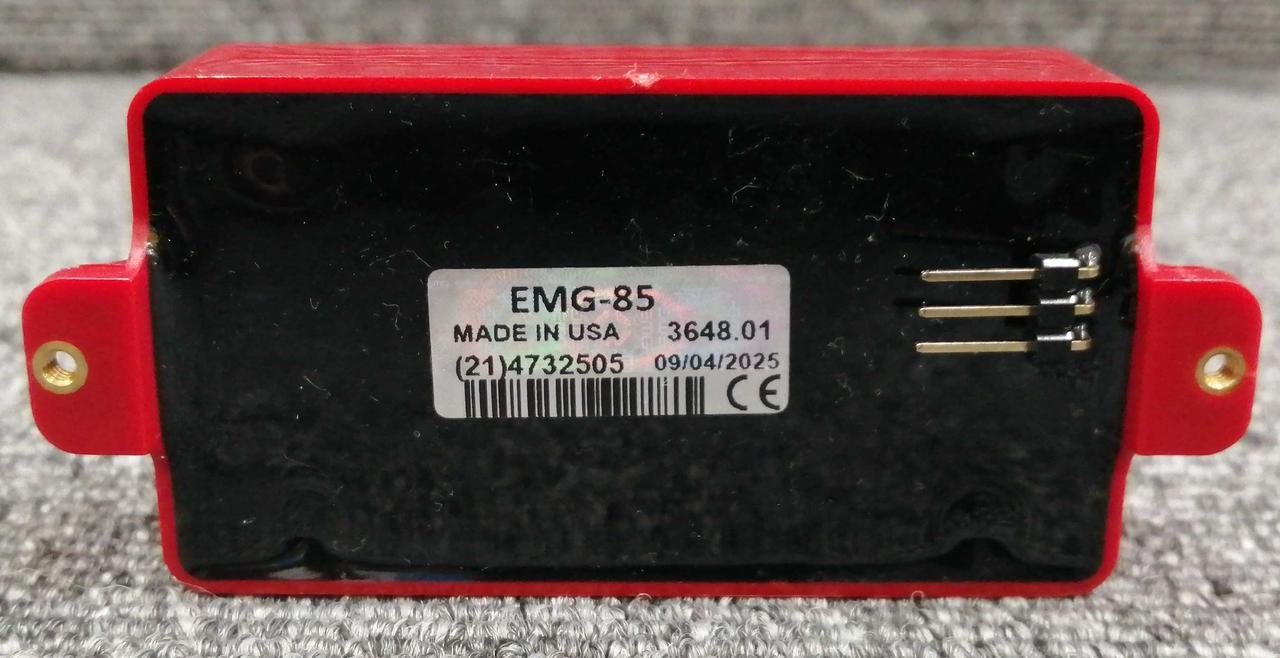 EMG-85
MADE IN USA 3648.01
(21)4732505 09/04/2025
CE